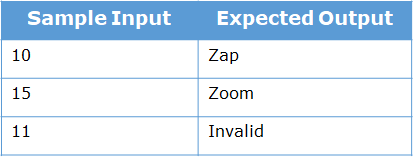 Sample Input Expected Output
10 Zap
15 Zoom
11 Invalid